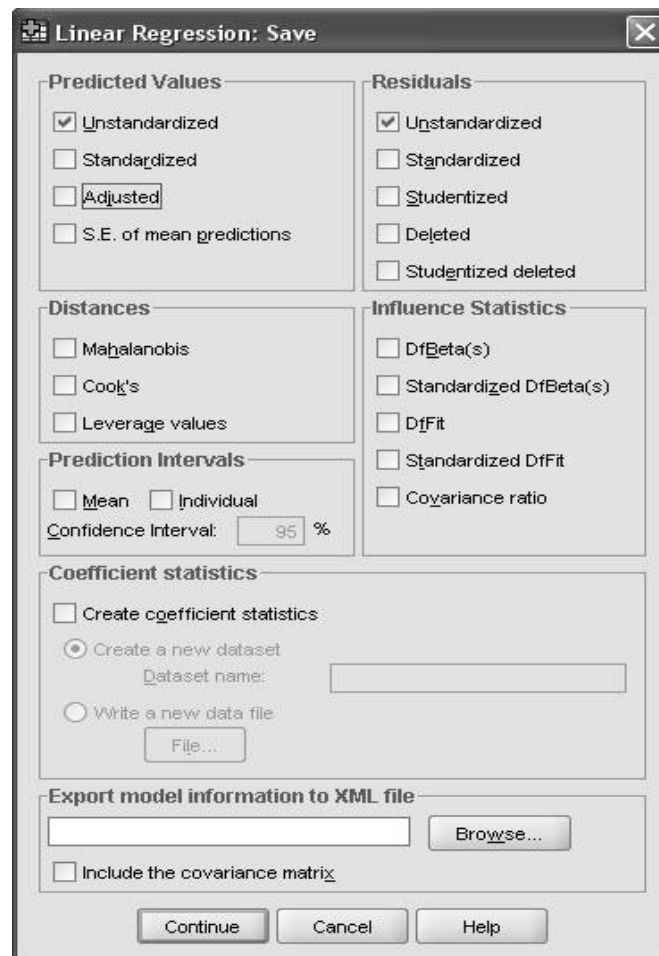 Linear Regression: Save
Predicted Values
Unstandardized
Standardized
Adjusted
S.E. of mean predictions
Residuals
Unstandardized
Standardized
Studentized
Deleted
Studentized deleted
Distances
Mahalanobis
Cook's
Leverage values
Influence Statistics
DfBeta(s)
Standardized DfBeta(s)
DfFit
Standardized DfFit
Covariance ratio
Prediction Intervals
Mean Individual
Confidence Interval: 95 %
Coefficient statistics
Create coefficient statistics
Create a new dataset
Dataset name:
Write a new data file
File...
Export model information to XML file
Browse...
Include the covariance matrix
Continue Cancel Help